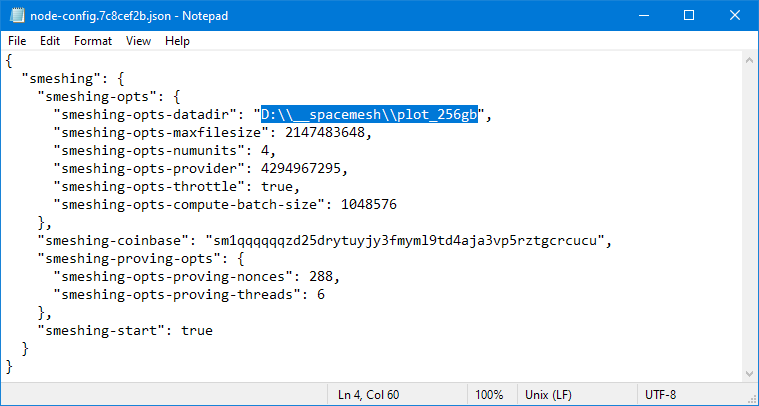 node-config.7c8cef2b.json - Notepad
File Edit Format View Help
{
  "smeshing": {
    "smeshing-opts": {
      "smeshing-opts-datadir": "D:\\__spacemesh\\plot_256gb",
      "smeshing-opts-maxfilesize": 2147483648,
      "smeshing-opts-numunits": 4,
      "smeshing-opts-provider": 4294967295,
      "smeshing-opts-throttle": true,
      "smeshing-opts-compute-batch-size": 1048576
    },
    "smeshing-coinbase": "sm1qqqqqqzd25drytuyjy3fmyml9td4aja3vp5rztgcrcucu",
    "smeshing-proving-opts": {
      "smeshing-opts-proving-nonces": 288,
      "smeshing-opts-proving-threads": 6
    },
    "smeshing-start": true
  }
}
Ln 4, Col 60 100% Unix (LF) UTF-8